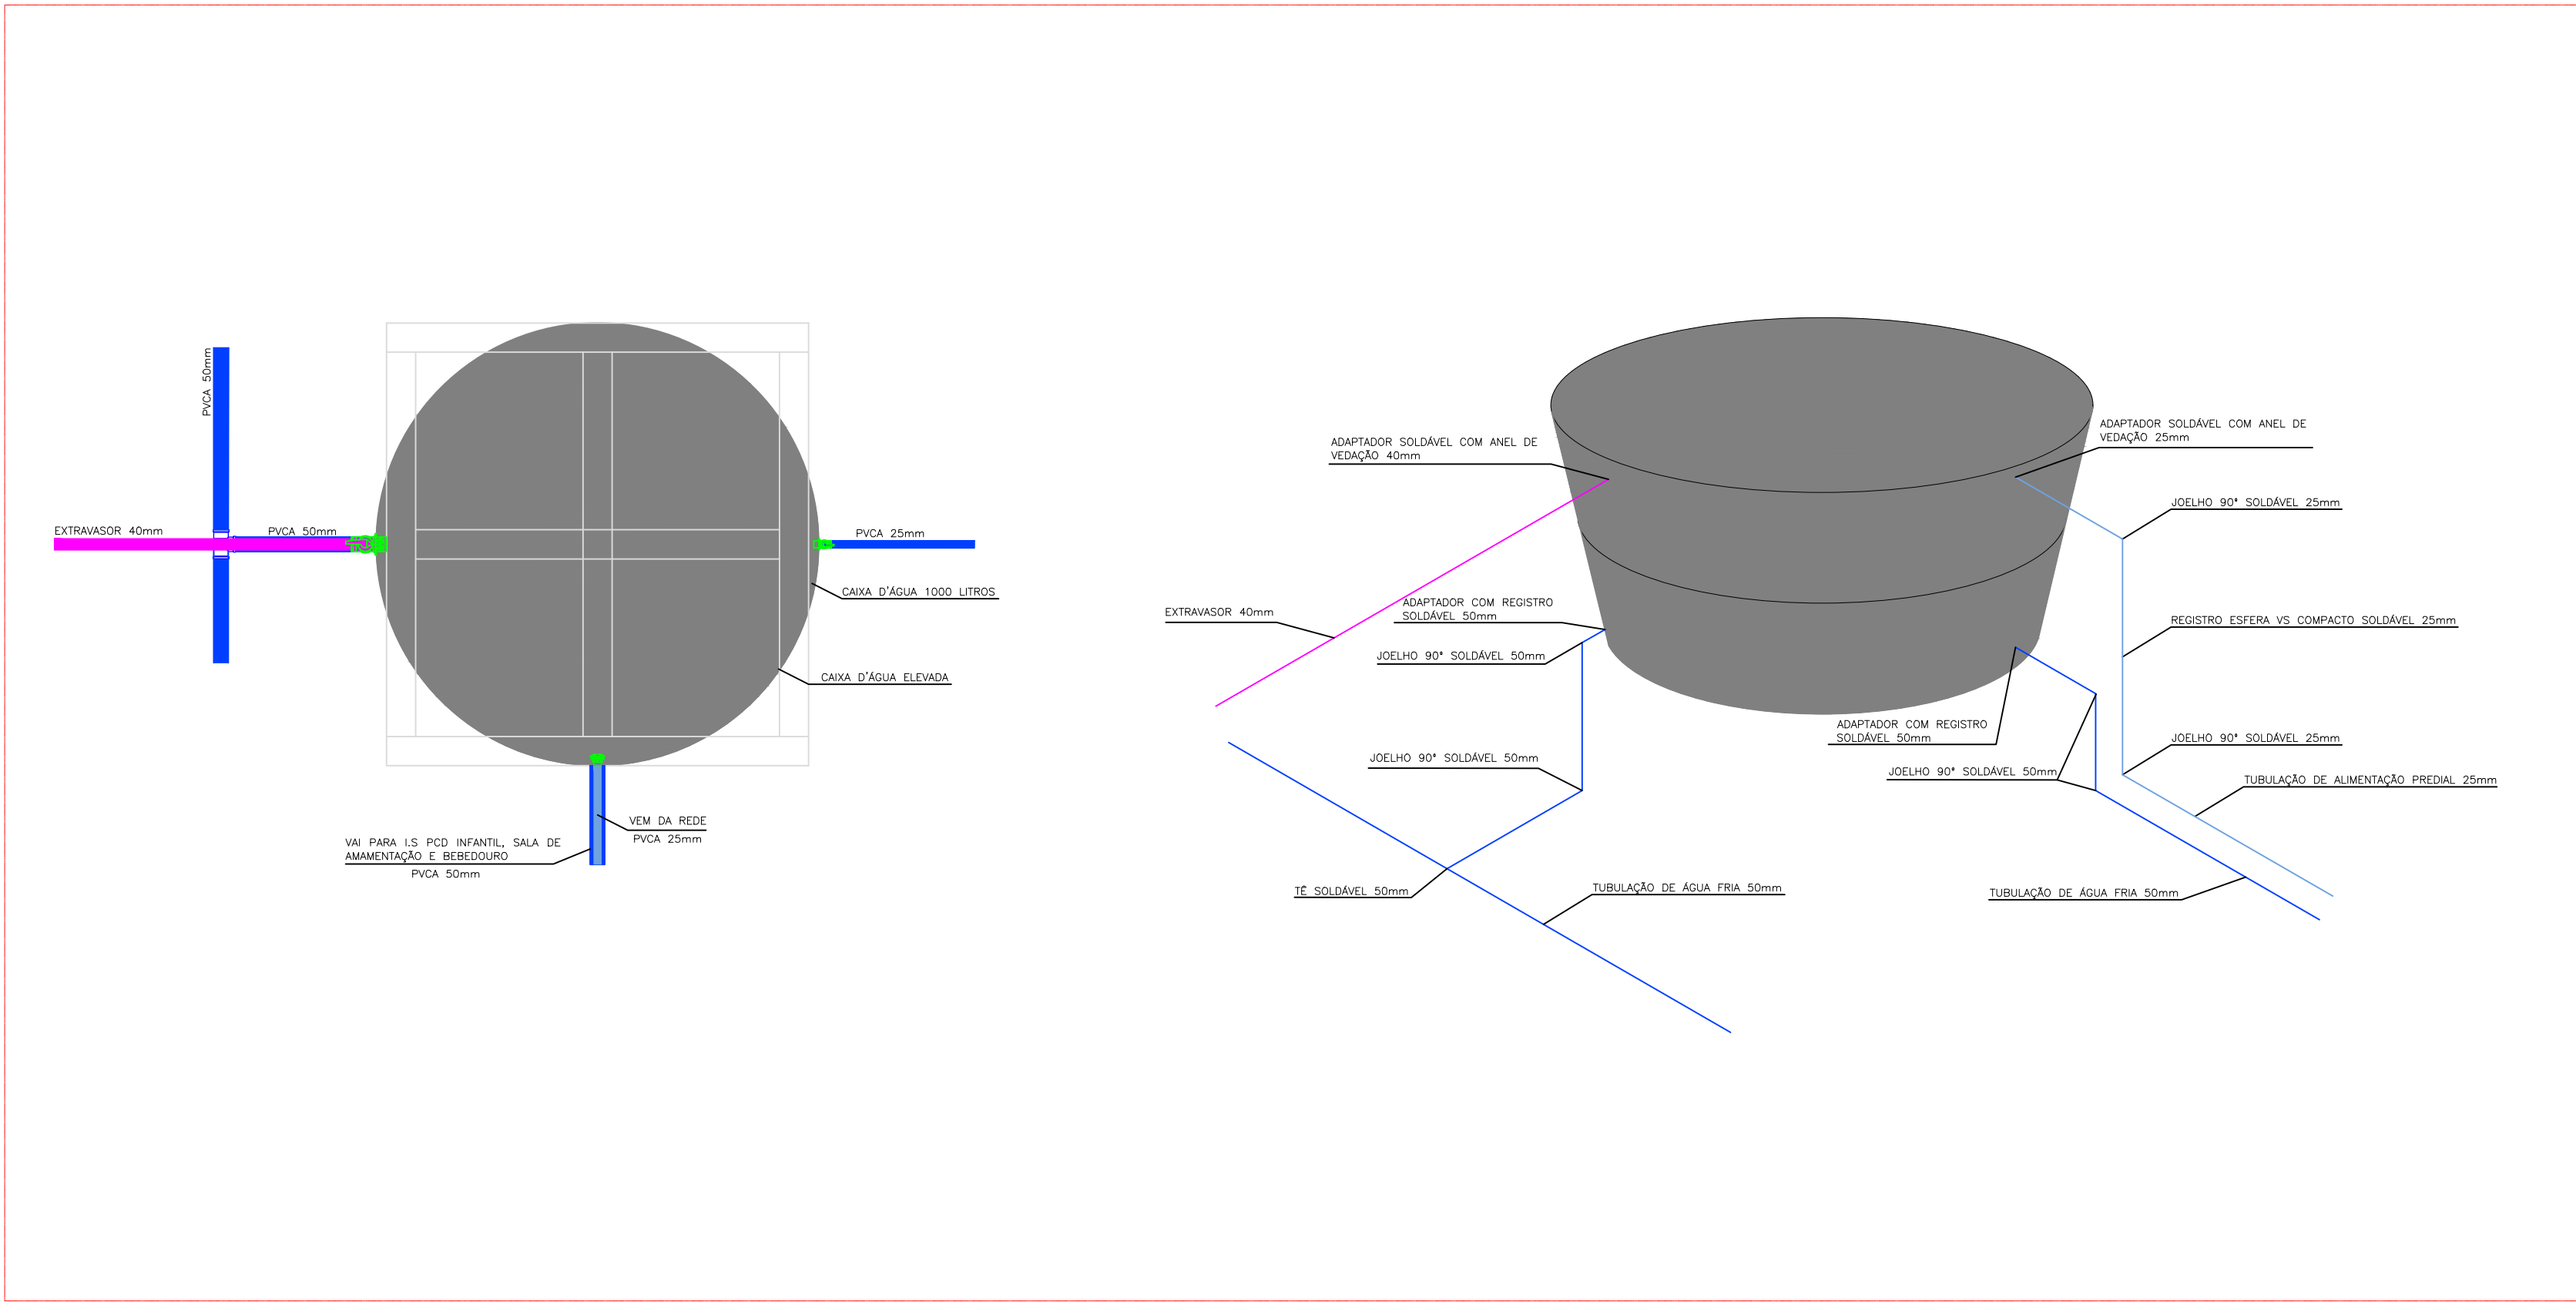 PVCA 50mm
EXTRAVASOR 40mm
PVCA 50mm
PVCA 25mm
CAIXA D'ÁGUA 1000 LITROS
CAIXA D'ÁGUA ELEVADA
VEM DA REDE
PVCA 25mm
VAI PARA I.S PCD INFANTIL, SALA DE
AMAMENTAÇÃO E BEBEDOURO
PVCA 50mm
ADAPTADOR SOLDÁVEL COM ANEL DE
VEDAÇÃO 40mm
EXTRAVASOR 40mm
ADAPTADOR COM REGISTRO
SOLDÁVEL 50mm
JOELHO 90° SOLDÁVEL 50mm
JOELHO 90° SOLDÁVEL 50mm
TÊ SOLDÁVEL 50mm
TUBULAÇÃO DE ÁGUA FRIA 50mm
ADAPTADOR SOLDÁVEL COM ANEL DE
VEDAÇÃO 25mm
JOELHO 90° SOLDÁVEL 25mm
REGISTRO ESFERA VS COMPACTO SOLDÁVEL 25mm
ADAPTADOR COM REGISTRO
SOLDÁVEL 50mm
JOELHO 90° SOLDÁVEL 25mm
JOELHO 90° SOLDÁVEL 50mm
TUBULAÇÃO DE ALIMENTAÇÃO PREDIAL 25mm
TUBULAÇÃO DE ÁGUA FRIA 50mm